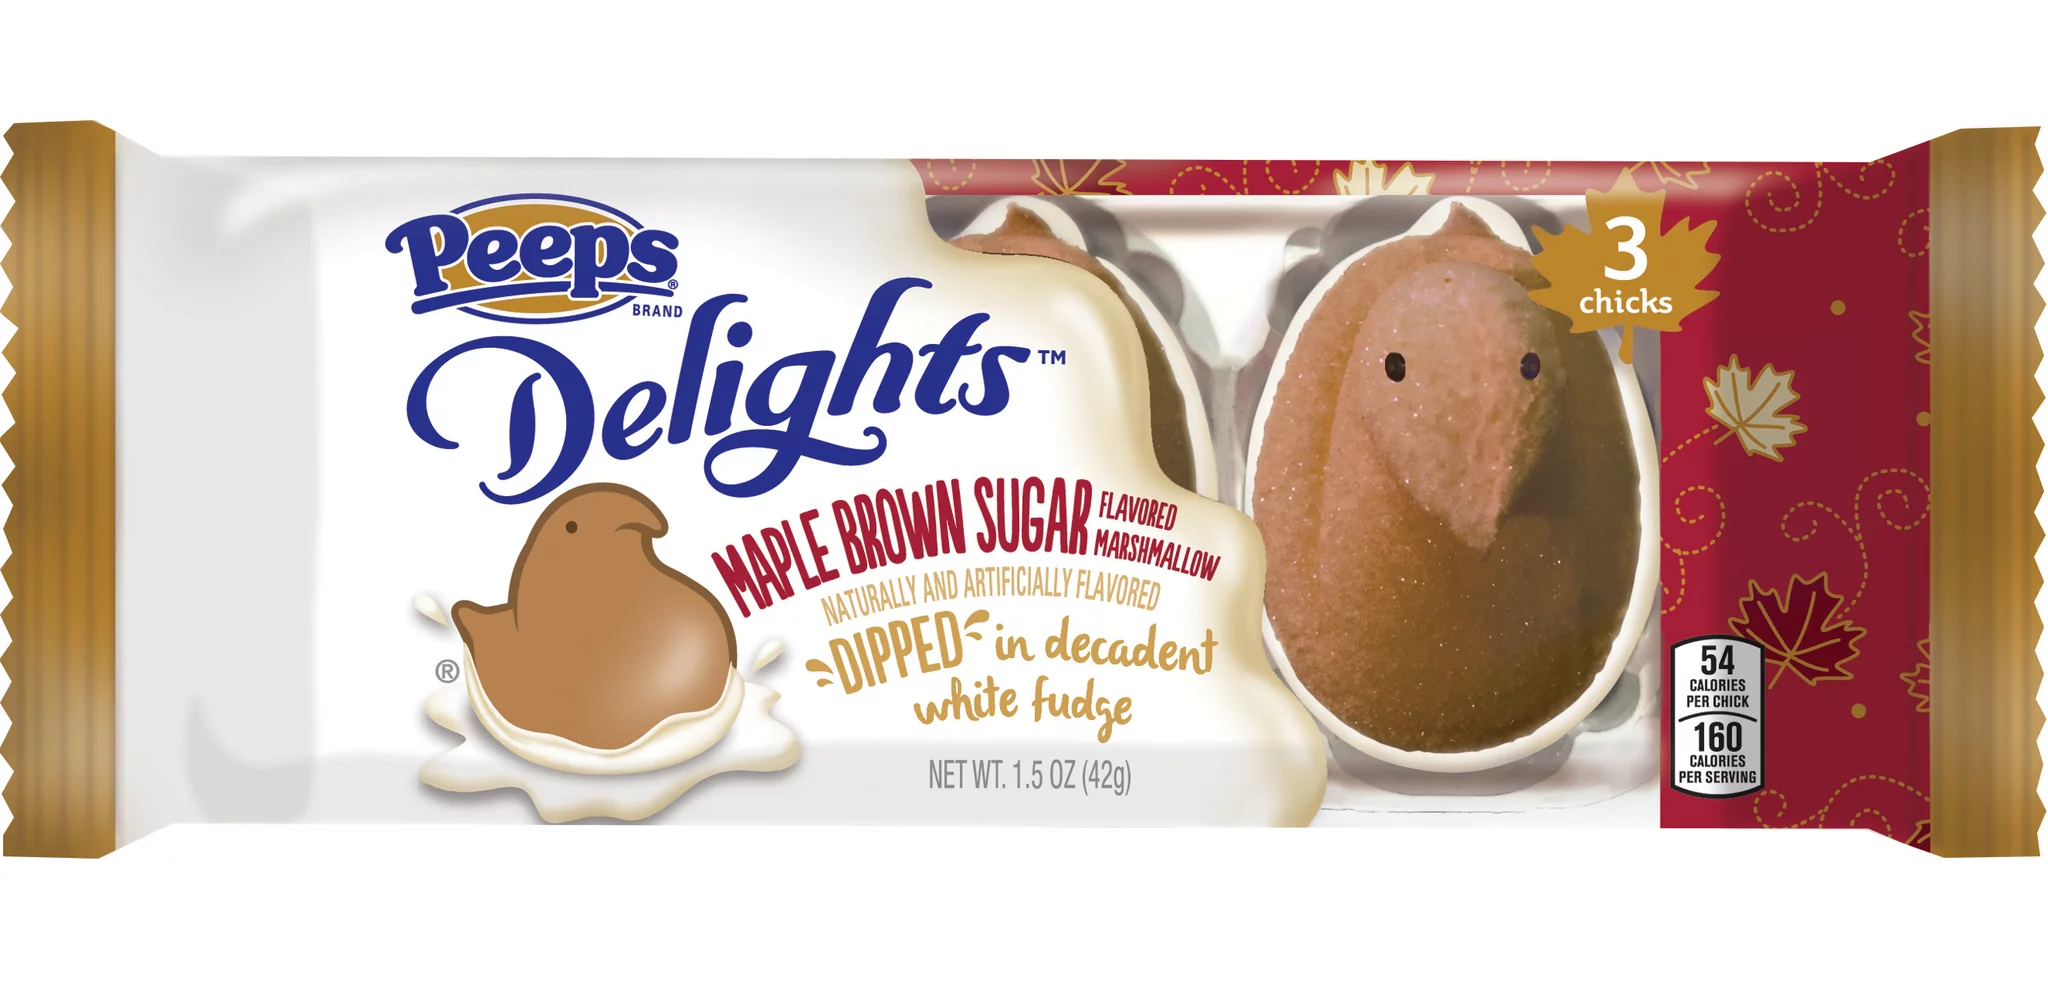 Peeps®
BRAND
Delights™
MAPLE BROWN SUGAR FLAVORED
MARSHMALLOW
NATURALLY AND ARTIFICIALLY FLAVORED
DIPPED in decadent
white fudge
®
NET WT. 1.5 OZ (42g)
3
chicks
54
CALORIES
PER CHICK
160
CALORIES
PER SERVING